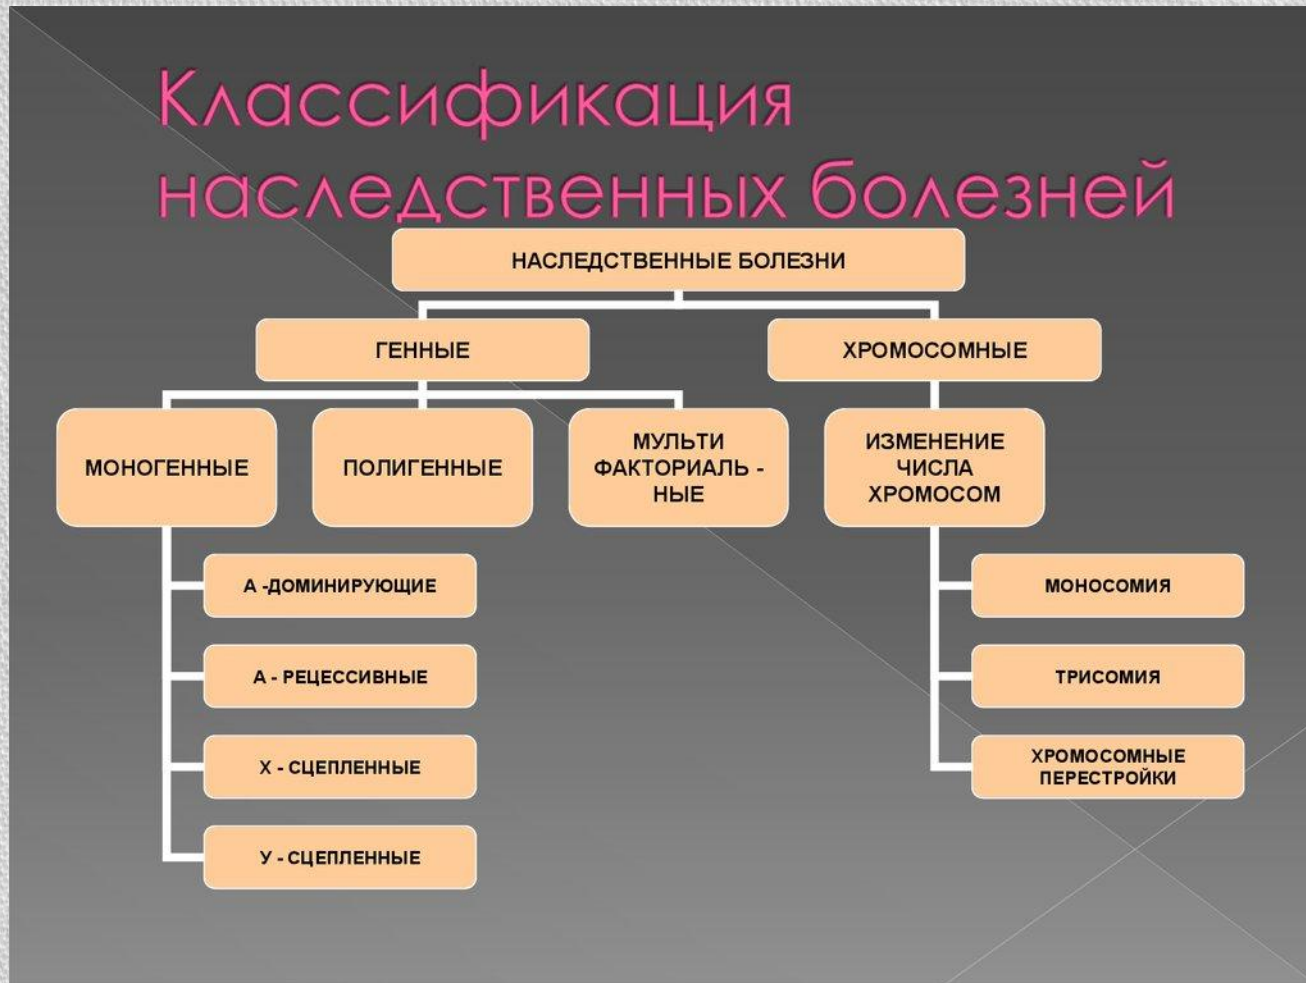 Классификация
наследственных болезней
НАСЛЕДСТВЕННЫЕ БОЛЕЗНИ
ГЕННЫЕ
ХРОМОСОМНЫЕ
МОНОГЕННЫЕ
ПОЛИГЕННЫЕ
МУЛЬТИ
ФАКТОРИАЛЬ -
НЫЕ
ИЗМЕНЕНИЕ
ЧИСЛА
ХРОМОСОМ
А -ДОМИНИРУЮЩИЕ
А - РЕЦЕССИВНЫЕ
Х - СЦЕПЛЕННЫЕ
У - СЦЕПЛЕННЫЕ
МОНОСОМИЯ
ТРИСОМИЯ
ХРОМОСОМНЫЕ
ПЕРЕСТРОЙКИ